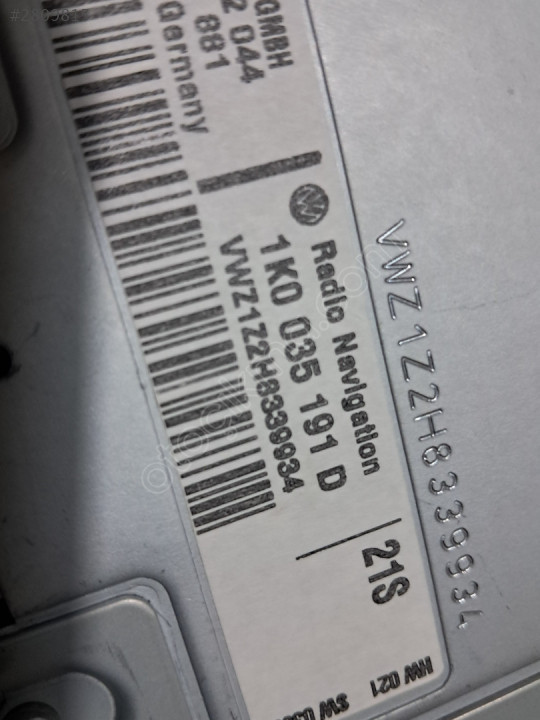 GMBH
2 044
881
Germany
Radio Navigation
1K0 035 191 D
VWZ1Z2H8339934
21S
HW 021
VWZ1Z2H8339934